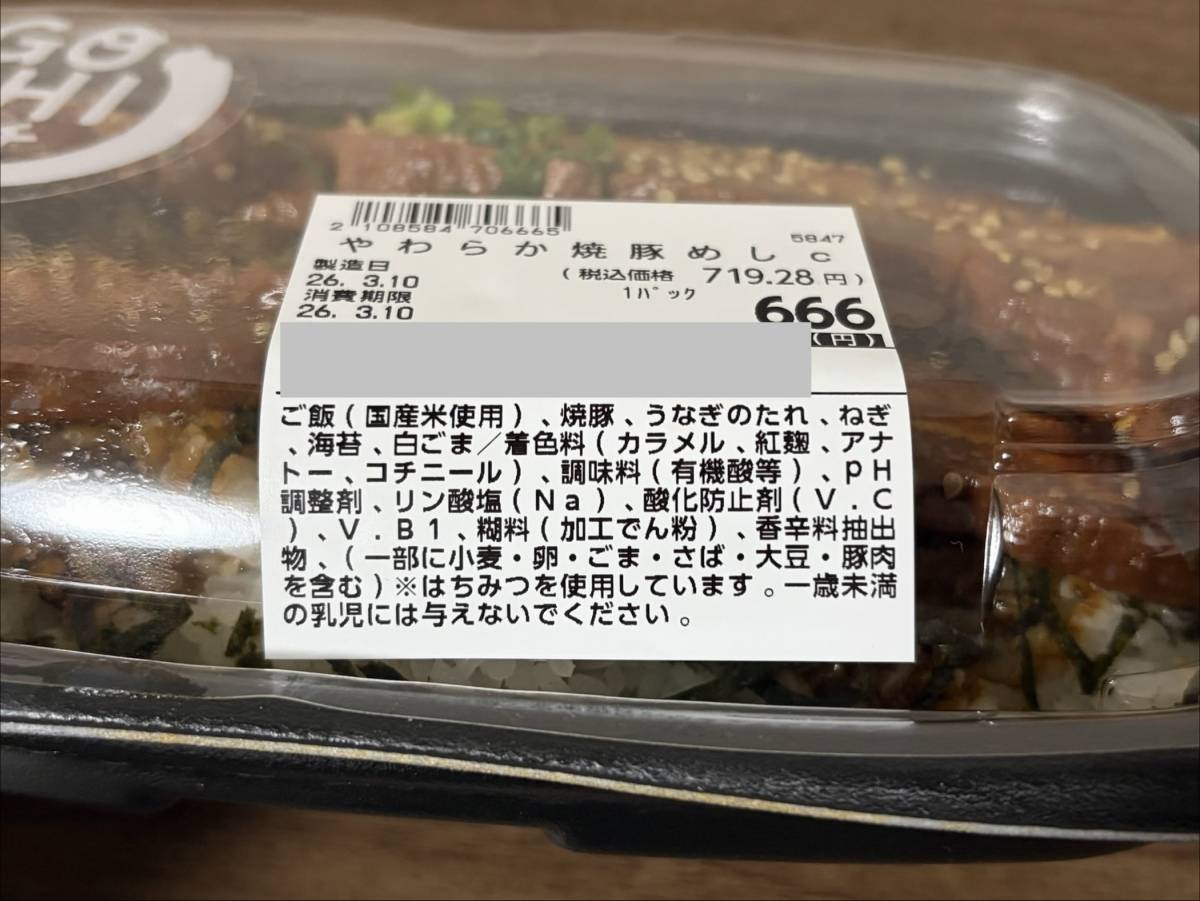 GO
HI
2 108584 706665
5847
やわらか焼豚めしc
製造日
(税込価格 719.28円)
26. 3.10
1パック
消費期限
26. 3.10
666
(円)
ご飯(国産米使用)、焼豚、うなぎのたれ、ねぎ
、海苔、白ごま/着色料(カラメル、紅麹、アナ
トー、コチニール)、調味料(有機酸等)、pH
調整剤、リン酸塩(Na)、酸化防止剤(V.C
)、V.B1、糊料(加工でん粉)、香辛料抽出
物、(一部に小麦・卵・ごま・さば・大豆・豚肉
を含む)※はちみつを使用しています。一歳未満
の乳児には与えないでください。